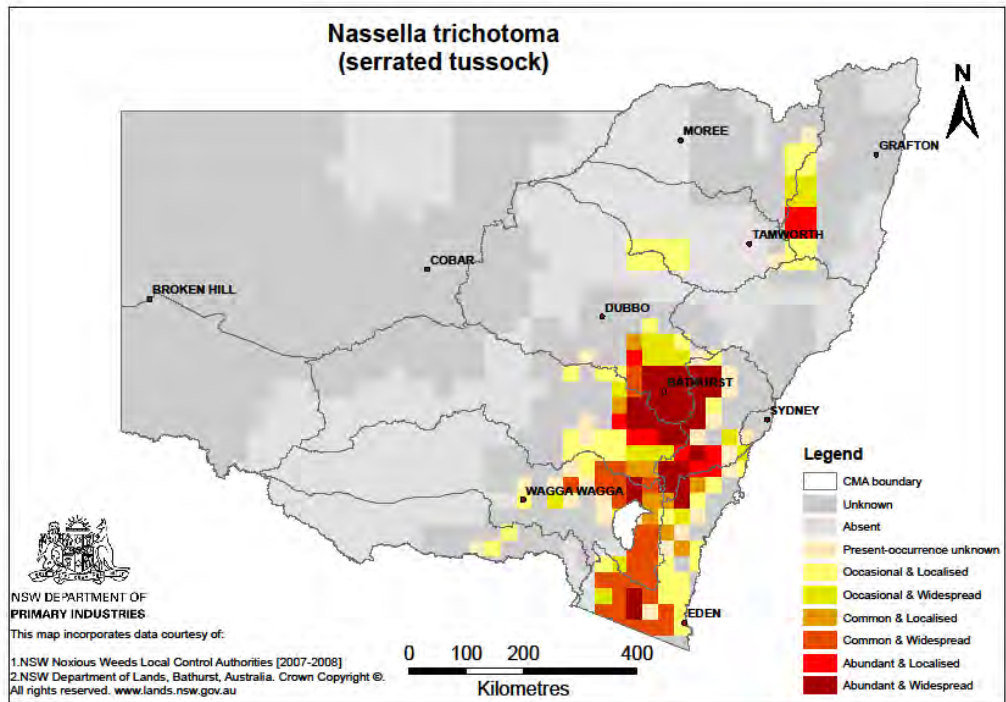 Nassella trichotoma
(serrated tussock)
N
MOREE
GRAFTON
TAMWORTH
COBAR
BROKEN HILL
DUBBO
BATHURST
SYDNEY
WAGGA WAGGA
EDEN
Legend
CMA boundary
Unknown
Absent
Present-occurrence unknown
Occasional & Localised
Occasional & Widespread
Common & Localised
Common & Widespread
Abundant & Localised
Abundant & Widespread
NSW DEPARTMENT OF
PRIMARY INDUSTRIES
This map incorporates data courtesy of:
1.NSW Noxious Weeds Local Control Authorities [2007-2008]
2.NSW Department of Lands, Bathurst, Australia. Crown Copyright ©.
All rights reserved. www.lands.nsw.gov.au
0 100 200 400
Kilometres